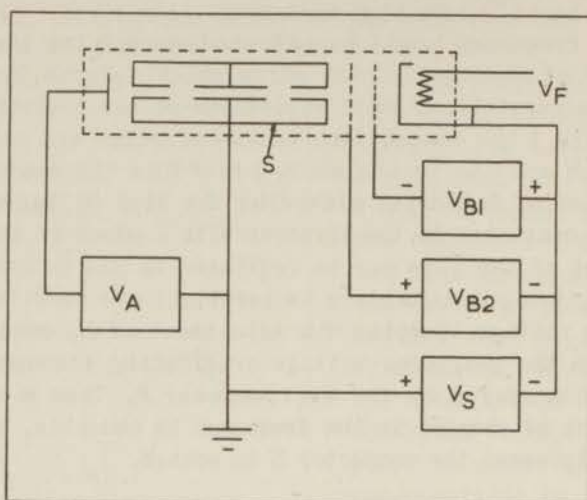 V_F
S
- V_B1 +
V_A
+ V_B2 -
+ V_S -